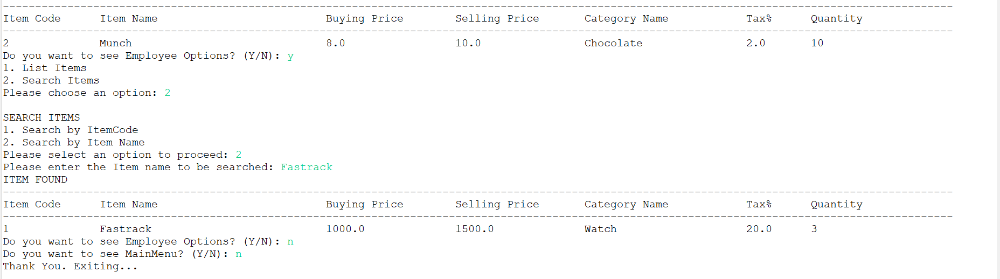 ---------------------------------------------------------------------------------------------------------------------------------------------------
Item Code      Item Name                          Buying Price        Selling Price       Category Name            Tax%      Quantity
---------------------------------------------------------------------------------------------------------------------------------------------------
2              Munch                              8.0                 10.0                Chocolate                2.0       10
Do you want to see Employee Options? (Y/N): y
1. List Items
2. Search Items
Please choose an option: 2

SEARCH ITEMS
1. Search by ItemCode
2. Search by Item Name
Please select an option to proceed: 2
Please enter the Item name to be searched: Fastrack
ITEM FOUND
---------------------------------------------------------------------------------------------------------------------------------------------------
Item Code      Item Name                          Buying Price        Selling Price       Category Name            Tax%      Quantity
---------------------------------------------------------------------------------------------------------------------------------------------------
1              Fastrack                           1000.0              1500.0              Watch                    20.0      3
Do you want to see Employee Options? (Y/N): n
Do you want to see MainMenu? (Y/N): n
Thank You. Exiting...